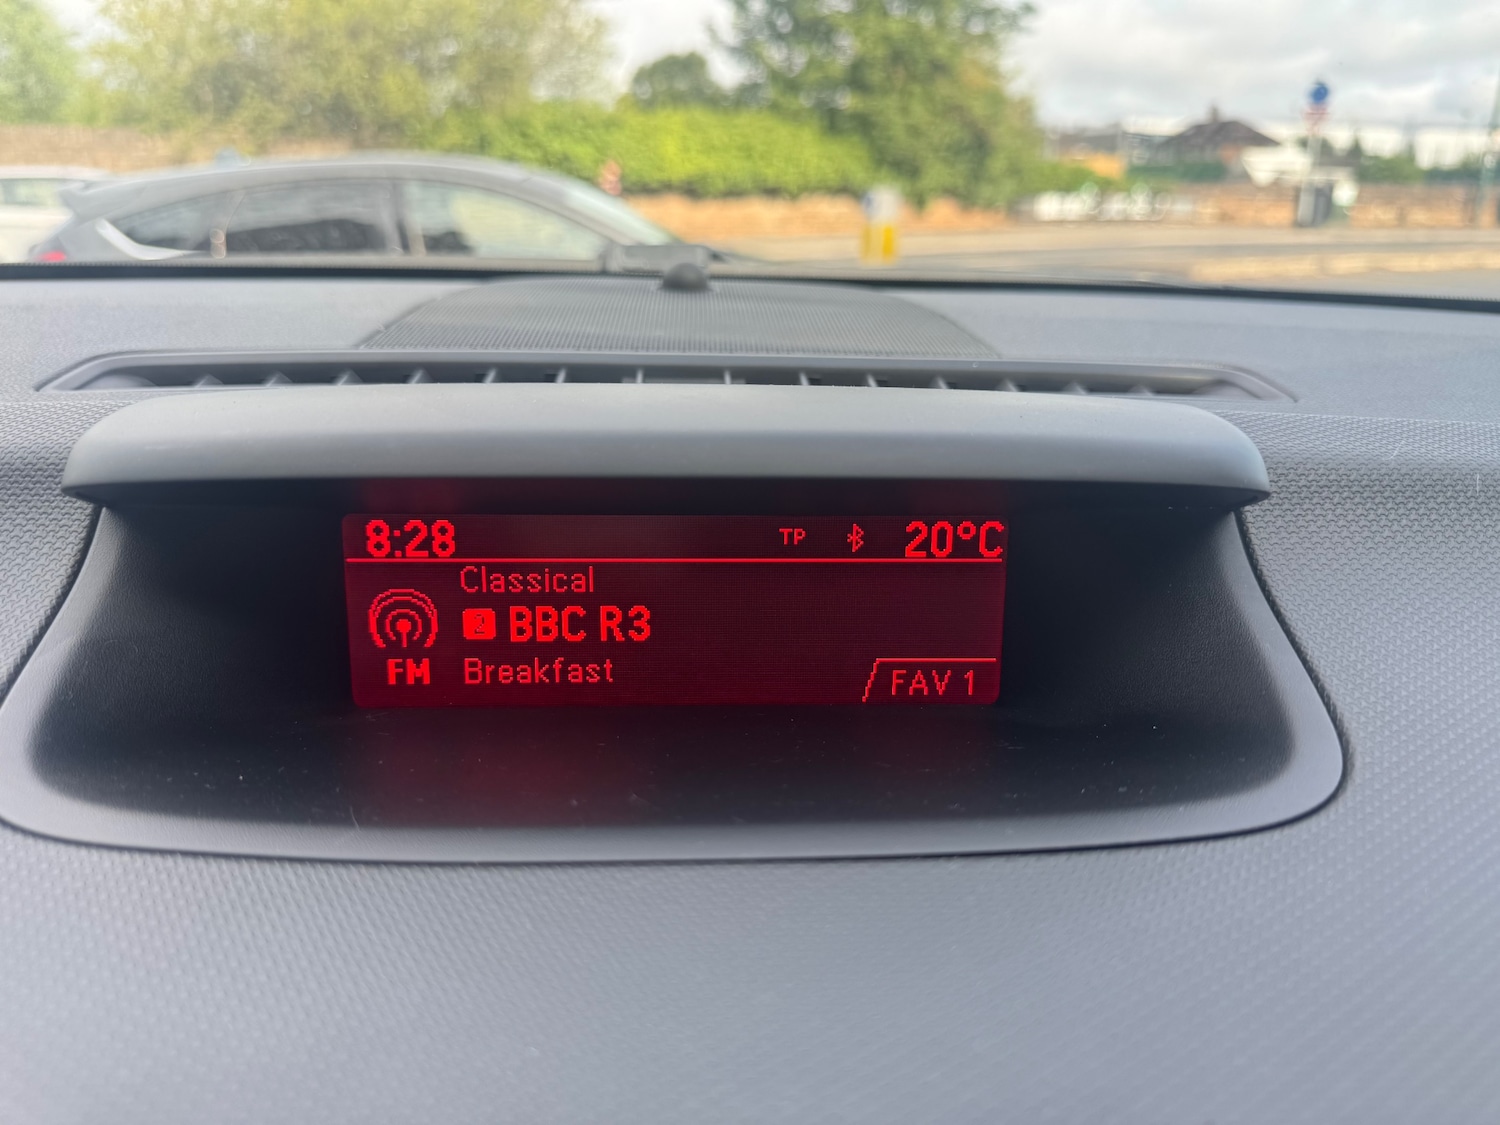 8:28 TP 20°C
Classical
2 BBC R3
FM Breakfast
FAV 1